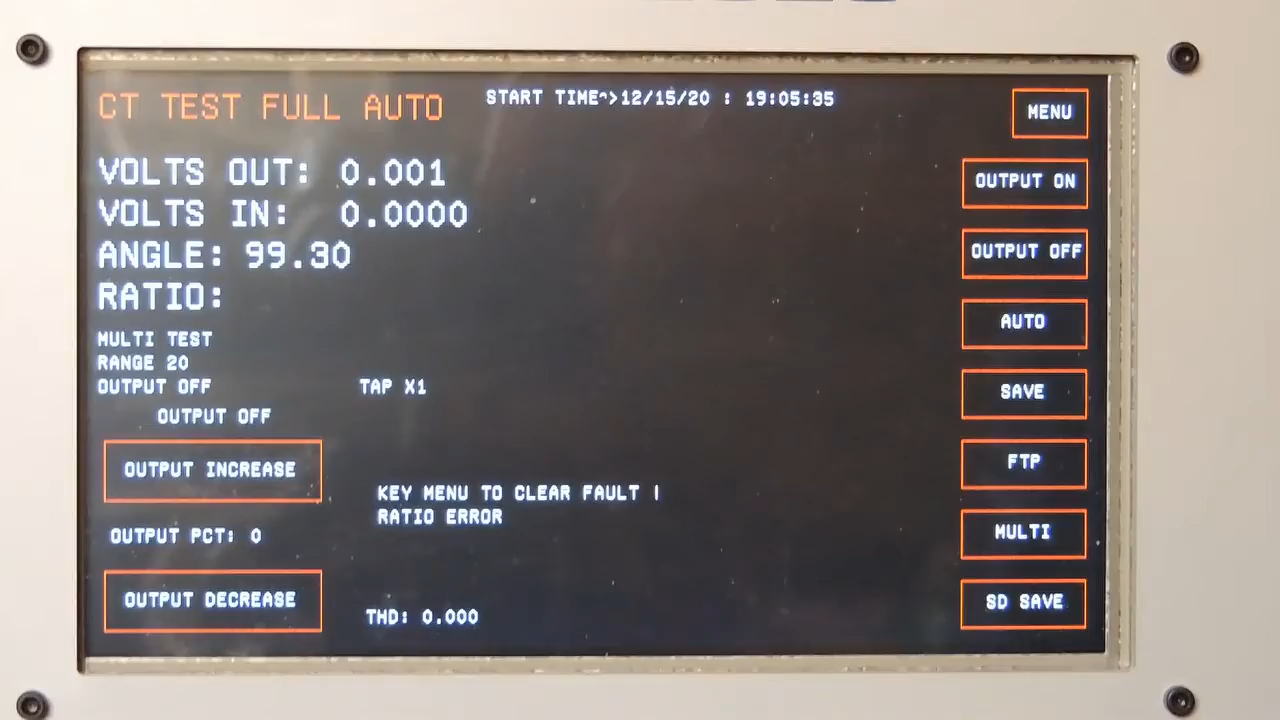 CT TEST FULL AUTO
START TIME~>12/15/20 : 19:05:35
MENU
VOLTS OUT: 0.001
OUTPUT ON
VOLTS IN: 0.0000
ANGLE: 99.30
OUTPUT OFF
RATIO:
AUTO
MULTI TEST
RANGE 20
OUTPUT OFF
TAP X1
SAVE
OUTPUT OFF
OUTPUT INCREASE
FTP
KEY MENU TO CLEAR FAULT !
RATIO ERROR
OUTPUT PCT: 0
MULTI
OUTPUT DECREASE
SD SAVE
THD: 0.000